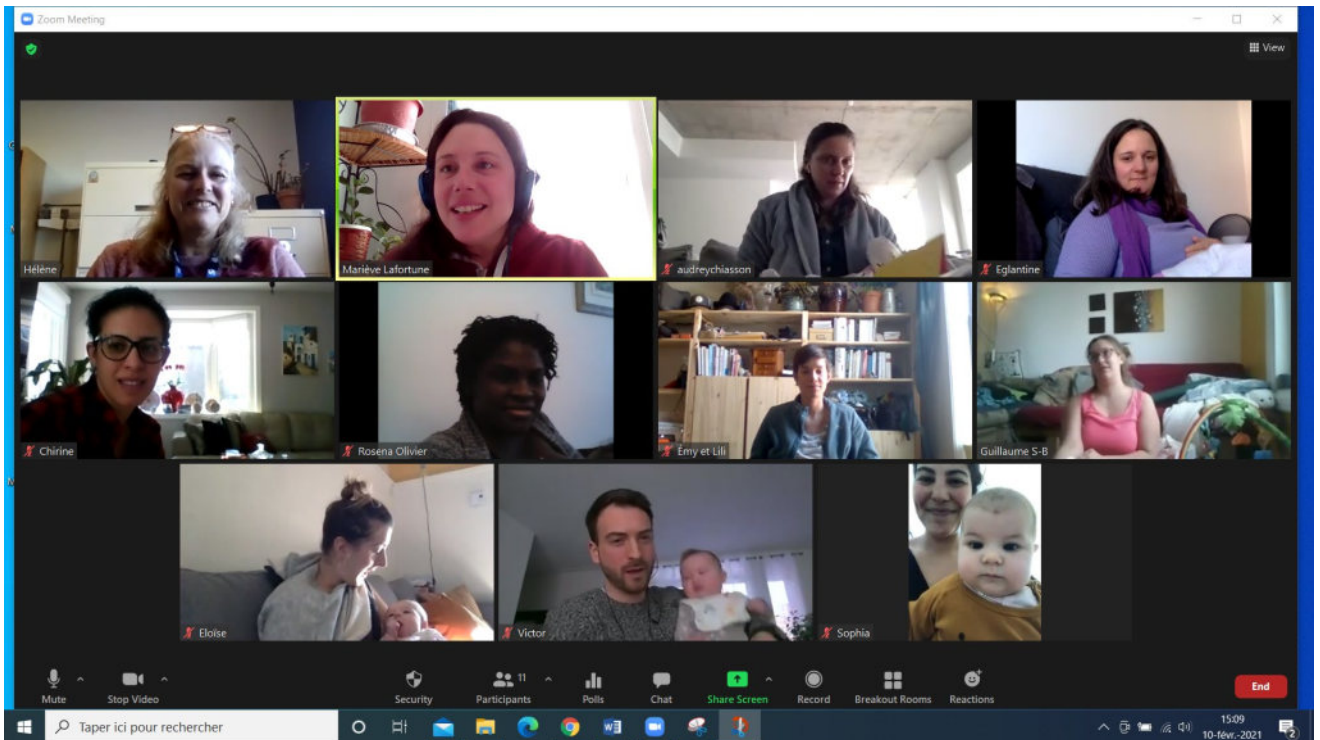 Zoom Meeting
View
Hélène
Mariève Lafortune
audreychiasson
Eglantine
Chirine
Rosena Olivier
Émy et Lili
Guillaume S-B
Eloïse
Victor
Sophia
Mute
Stop Video
Security
Participants
11
Polls
Chat
Share Screen
Record
Breakout Rooms
Reactions
End
Taper ici pour rechercher
15:09
10-févr.-2021
2